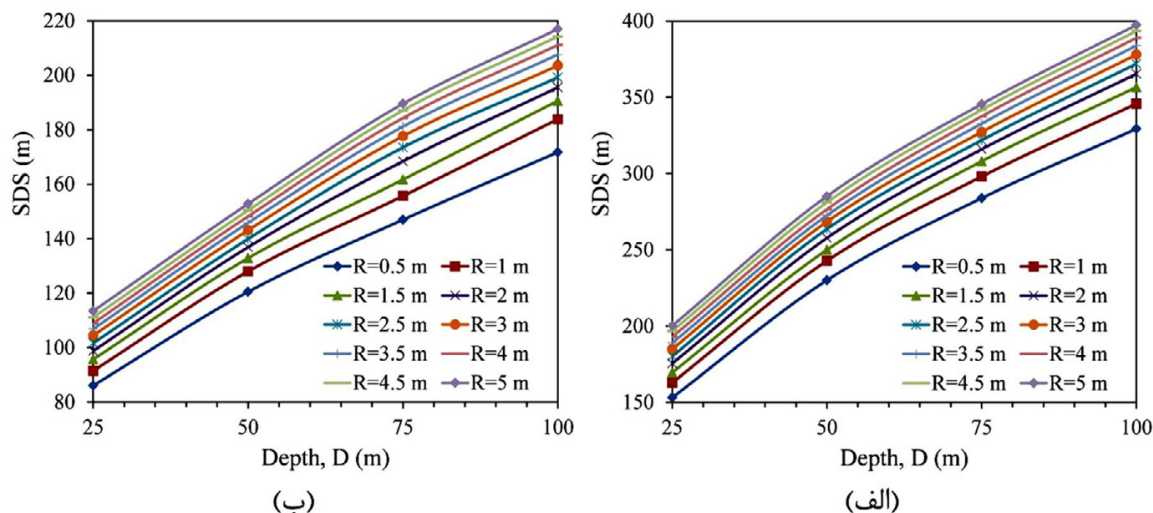 220
200
180
160
140
120
100
80
SDS (m)
R=0.5 m R=1 m
R=1.5 m R=2 m
R=2.5 m R=3 m
R=3.5 m R=4 m
R=4.5 m R=5 m
25 50 75 100
Depth, D (m)
(ب)
400
350
300
250
200
150
SDS (m)
R=0.5 m R=1 m
R=1.5 m R=2 m
R=2.5 m R=3 m
R=3.5 m R=4 m
R=4.5 m R=5 m
25 50 75 100
Depth, D (m)
(الف)